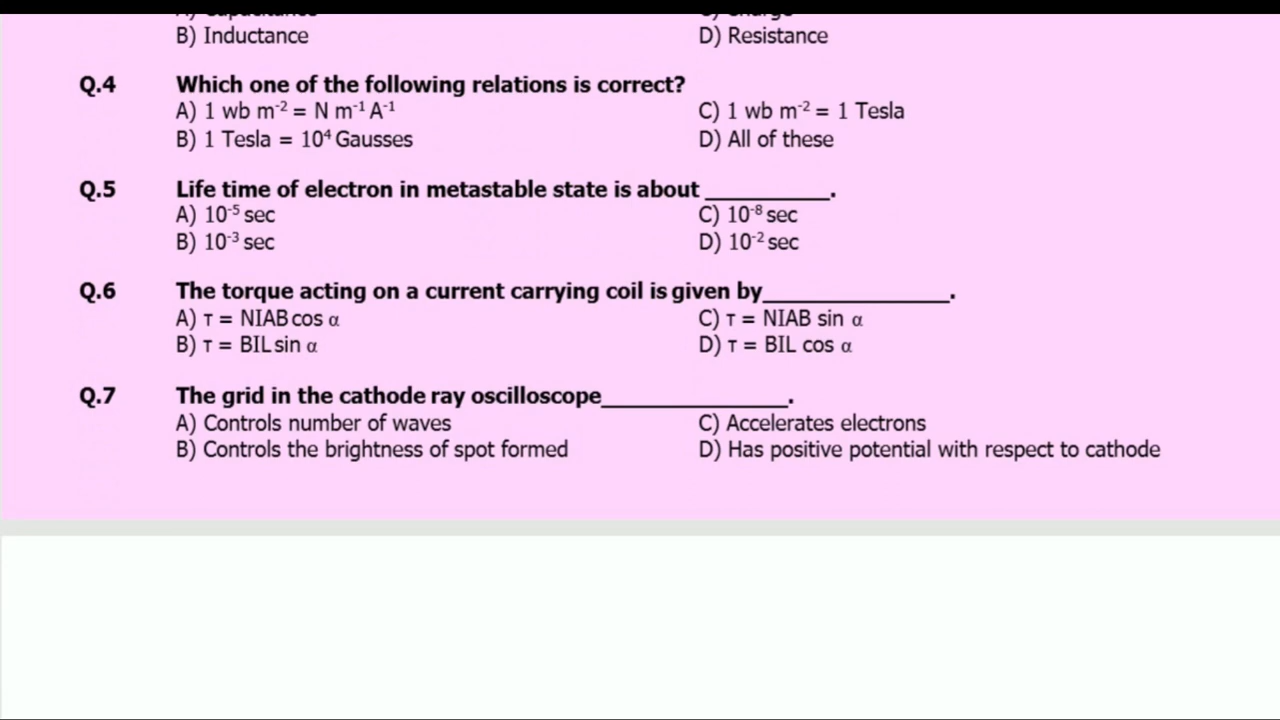 B) Inductance D) Resistance
Q.4 Which one of the following relations is correct?
A) 1 wb m⁻² = N m⁻¹ A⁻¹ C) 1 wb m⁻² = 1 Tesla
B) 1 Tesla = 10⁴ Gausses D) All of these
Q.5 Life time of electron in metastable state is about __________.
A) 10⁻⁵ sec C) 10⁻⁸ sec
B) 10⁻³ sec D) 10⁻² sec
Q.6 The torque acting on a current carrying coil is given by_______________.
A) τ = NIAB cos α C) τ = NIAB sin α
B) τ = BIL sin α D) τ = BIL cos α
Q.7 The grid in the cathode ray oscilloscope_______________.
A) Controls number of waves C) Accelerates electrons
B) Controls the brightness of spot formed D) Has positive potential with respect to cathode